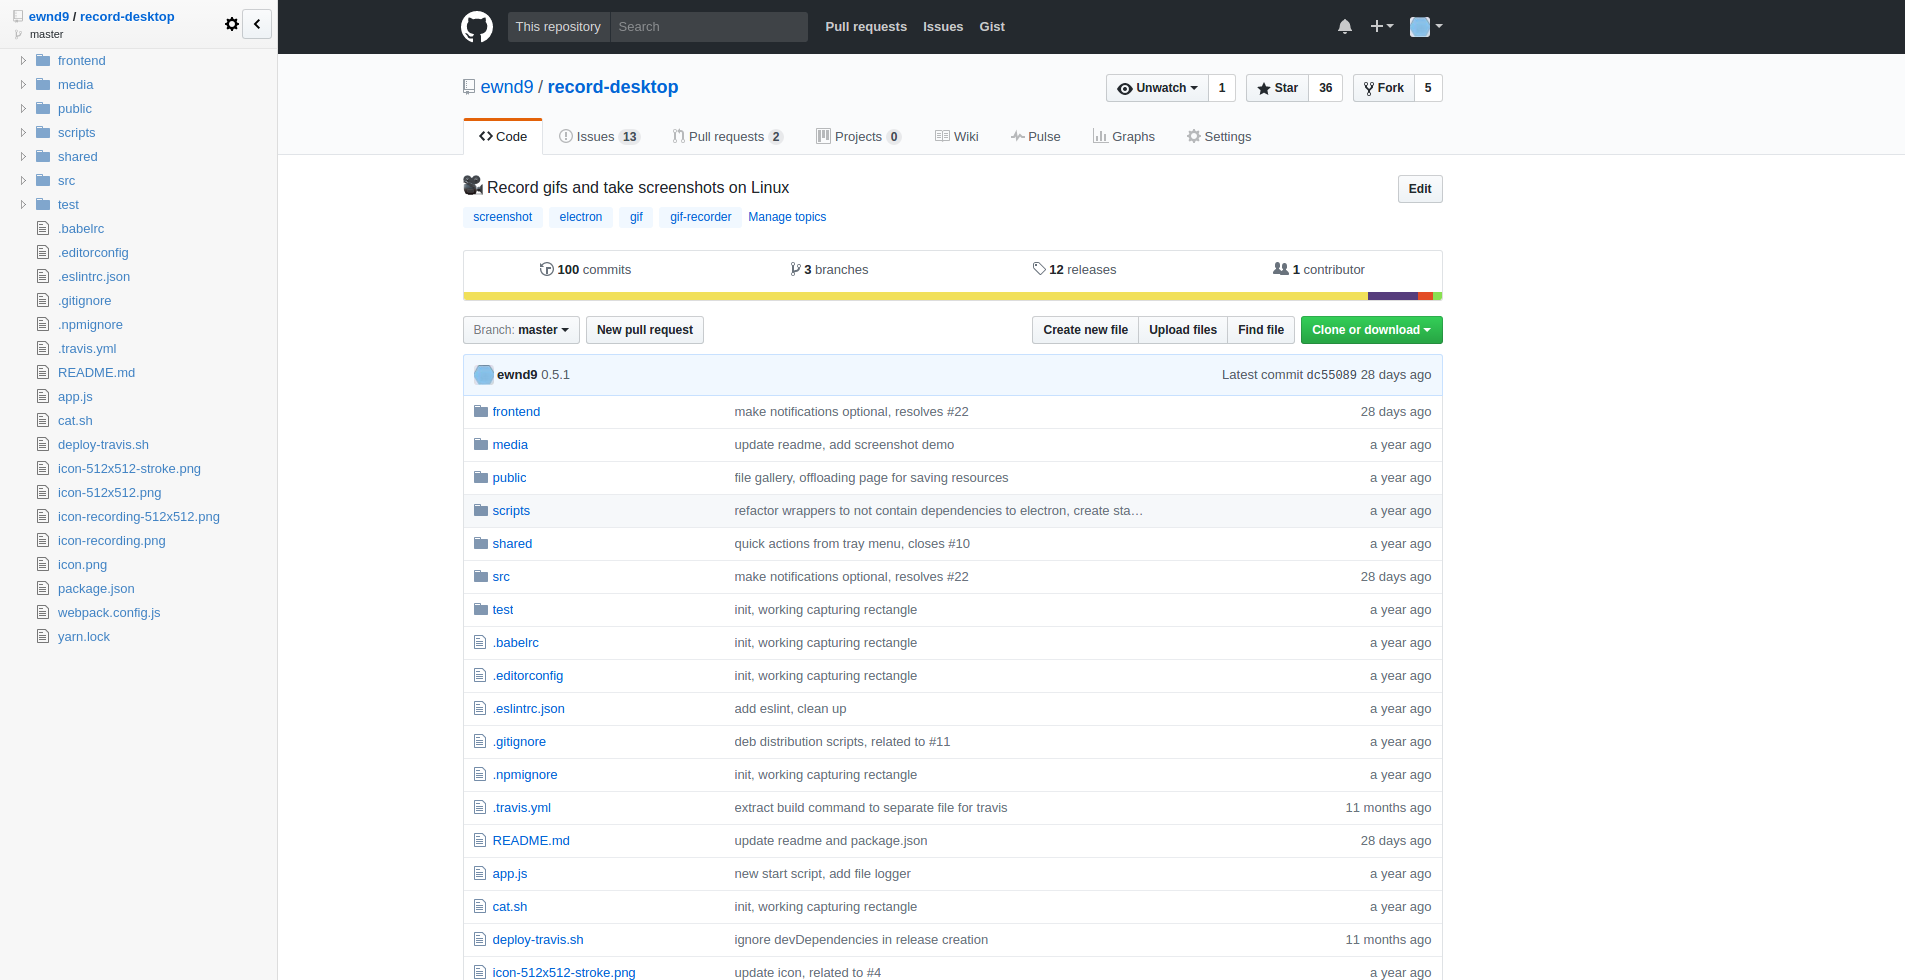 ewnd9 / record-desktop
master
frontend
media
public
scripts
shared
src
test
.babelrc
.editorconfig
.eslintrc.json
.gitignore
.npmignore
.travis.yml
README.md
app.js
cat.sh
deploy-travis.sh
icon-512x512-stroke.png
icon-512x512.png
icon-recording-512x512.png
icon-recording.png
icon.png
package.json
webpack.config.js
yarn.lock
This repository Search Pull requests Issues Gist
ewnd9 / record-desktop Unwatch 1 Star 36 Fork 5
Code Issues 13 Pull requests 2 Projects 0 Wiki Pulse Graphs Settings
Record gifs and take screenshots on Linux Edit
screenshot electron gif gif-recorder Manage topics
100 commits 3 branches 12 releases 1 contributor
Branch: master New pull request Create new file Upload files Find file Clone or download
ewnd9 0.5.1 Latest commit dc55089 28 days ago
frontend make notifications optional, resolves #22 28 days ago
media update readme, add screenshot demo a year ago
public file gallery, offloading page for saving resources a year ago
scripts refactor wrappers to not contain dependencies to electron, create sta… a year ago
shared quick actions from tray menu, closes #10 a year ago
src make notifications optional, resolves #22 28 days ago
test init, working capturing rectangle a year ago
.babelrc init, working capturing rectangle a year ago
.editorconfig init, working capturing rectangle a year ago
.eslintrc.json add eslint, clean up a year ago
.gitignore deb distribution scripts, related to #11 a year ago
.npmignore init, working capturing rectangle a year ago
.travis.yml extract build command to separate file for travis 11 months ago
README.md update readme and package.json 28 days ago
app.js new start script, add file logger a year ago
cat.sh init, working capturing rectangle a year ago
deploy-travis.sh ignore devDependencies in release creation 11 months ago
icon-512x512-stroke.png update icon, related to #4 a year ago